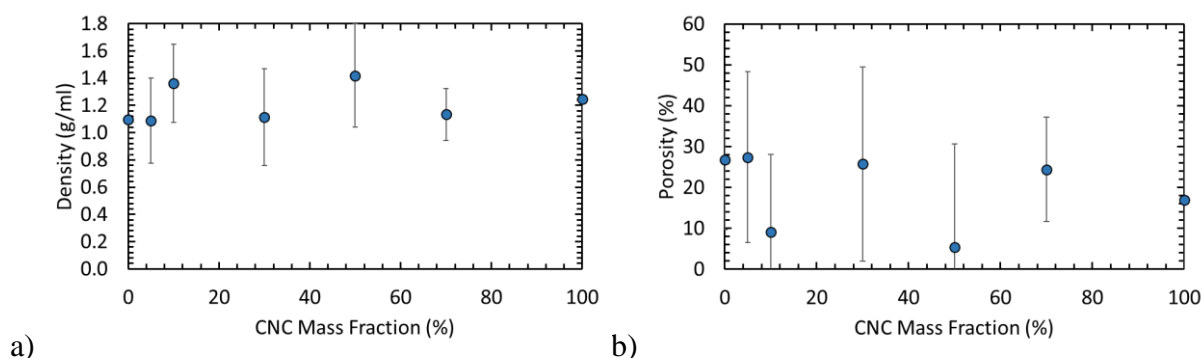 1.8
1.6
1.4
1.2
1.0
0.8
0.6
0.4
0.2
0.0
Density (g/ml)
0 20 40 60 80 100
CNC Mass Fraction (%)
a)
60
50
40
30
20
10
0
Porosity (%)
0 20 40 60 80 100
CNC Mass Fraction (%)
b)